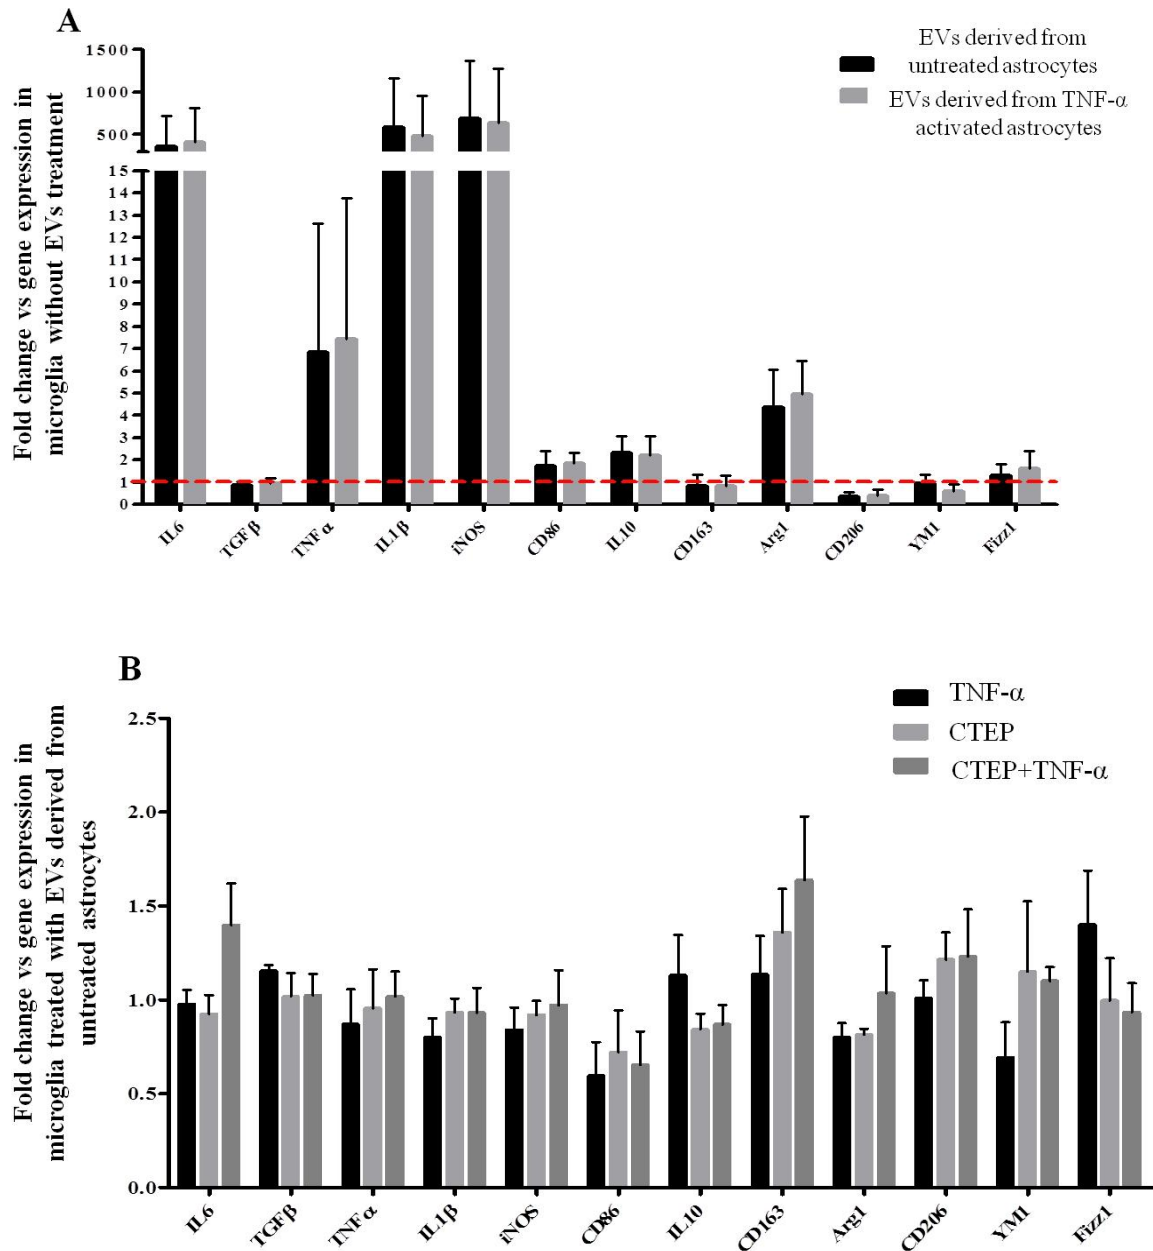 A
Fold change vs gene expression in
microglia without EVs treatment
1500
1000
500
15
14
13
12
11
10
9
8
7
6
5
4
3
2
1
0
EVs derived from
untreated astrocytes
EVs derived from TNF-α
activated astrocytes
IL6
TGFβ
TNFα
IL1β
iNOS
CD86
IL10
CD163
Arg1
CD206
YM1
Fizz1
B
Fold change vs gene expression in
microglia treated with EVs derived from
untreated astrocytes
2.5
2.0
1.5
1.0
0.5
0.0
TNF-α
CTEP
CTEP+TNF-α
IL6
TGFβ
TNFα
IL1β
iNOS
CD86
IL10
CD163
Arg1
CD206
YM1
Fizz1